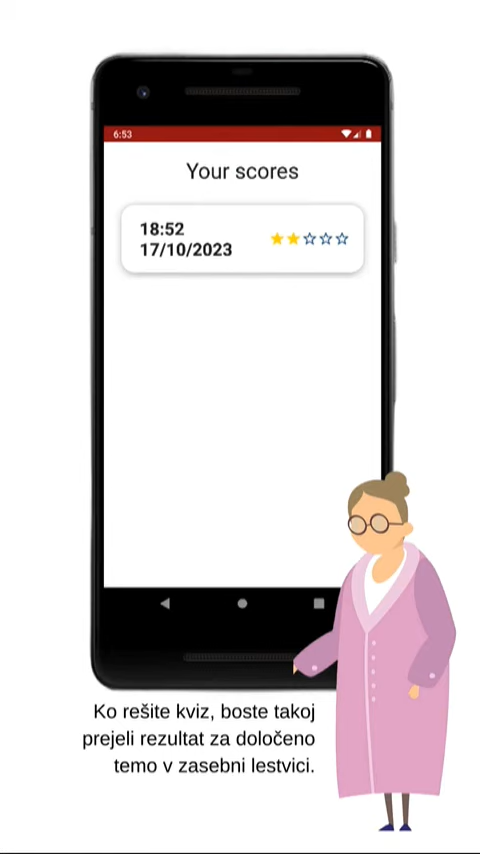 6:53
Your scores
18:52
17/10/2023
Ko rešite kviz, boste takoj
prejeli rezultat za določeno
temo v zasebni lestvici.